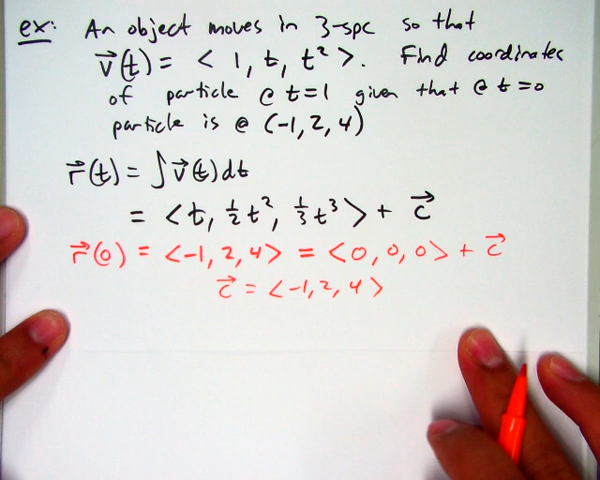 ex: An object moves in 3-spc so that
v⃗(t) = < 1, t, t² >. Find coordinates
of particle @ t=1 given that @ t=0
particle is @ (-1, 2, 4)
r⃗(t) = ∫ v⃗(t) dt
= < t, ½t², ⅓t³ > + c⃗
r⃗(0) = <-1, 2, 4> = <0, 0, 0> + c⃗
c⃗ = <-1, 2, 4>